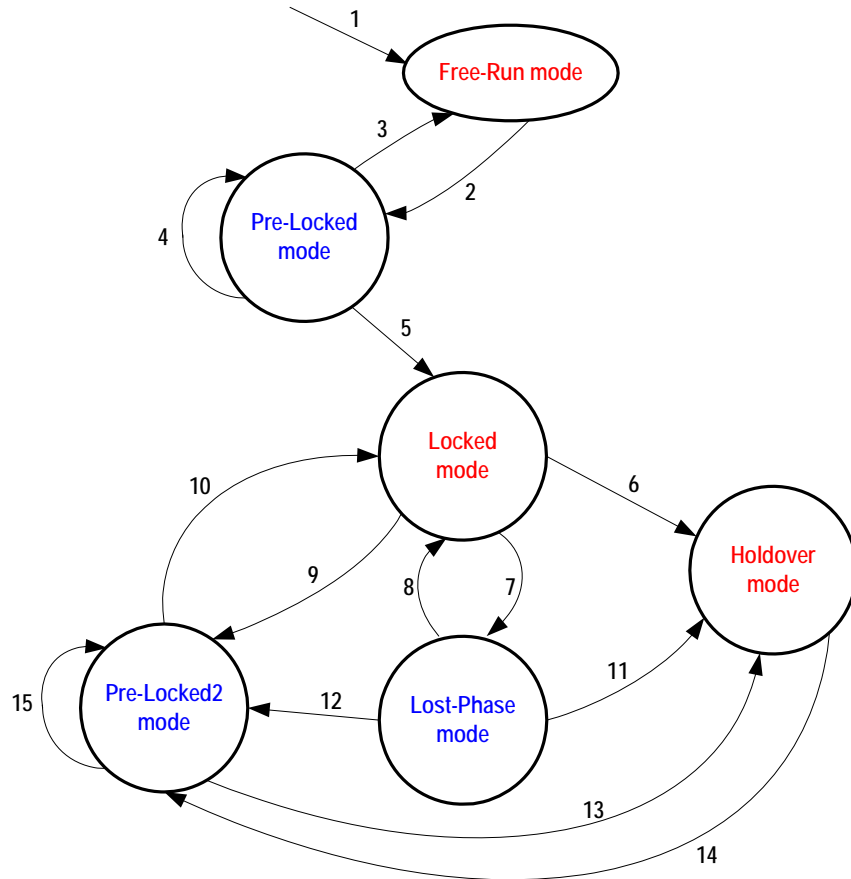 1
Free-Run mode
3
2
Pre-Locked
mode
4
5
Locked
mode
10
6
9
8
7
Holdover
mode
Pre-Locked2
mode
15
12
Lost-Phase
mode
11
13
14